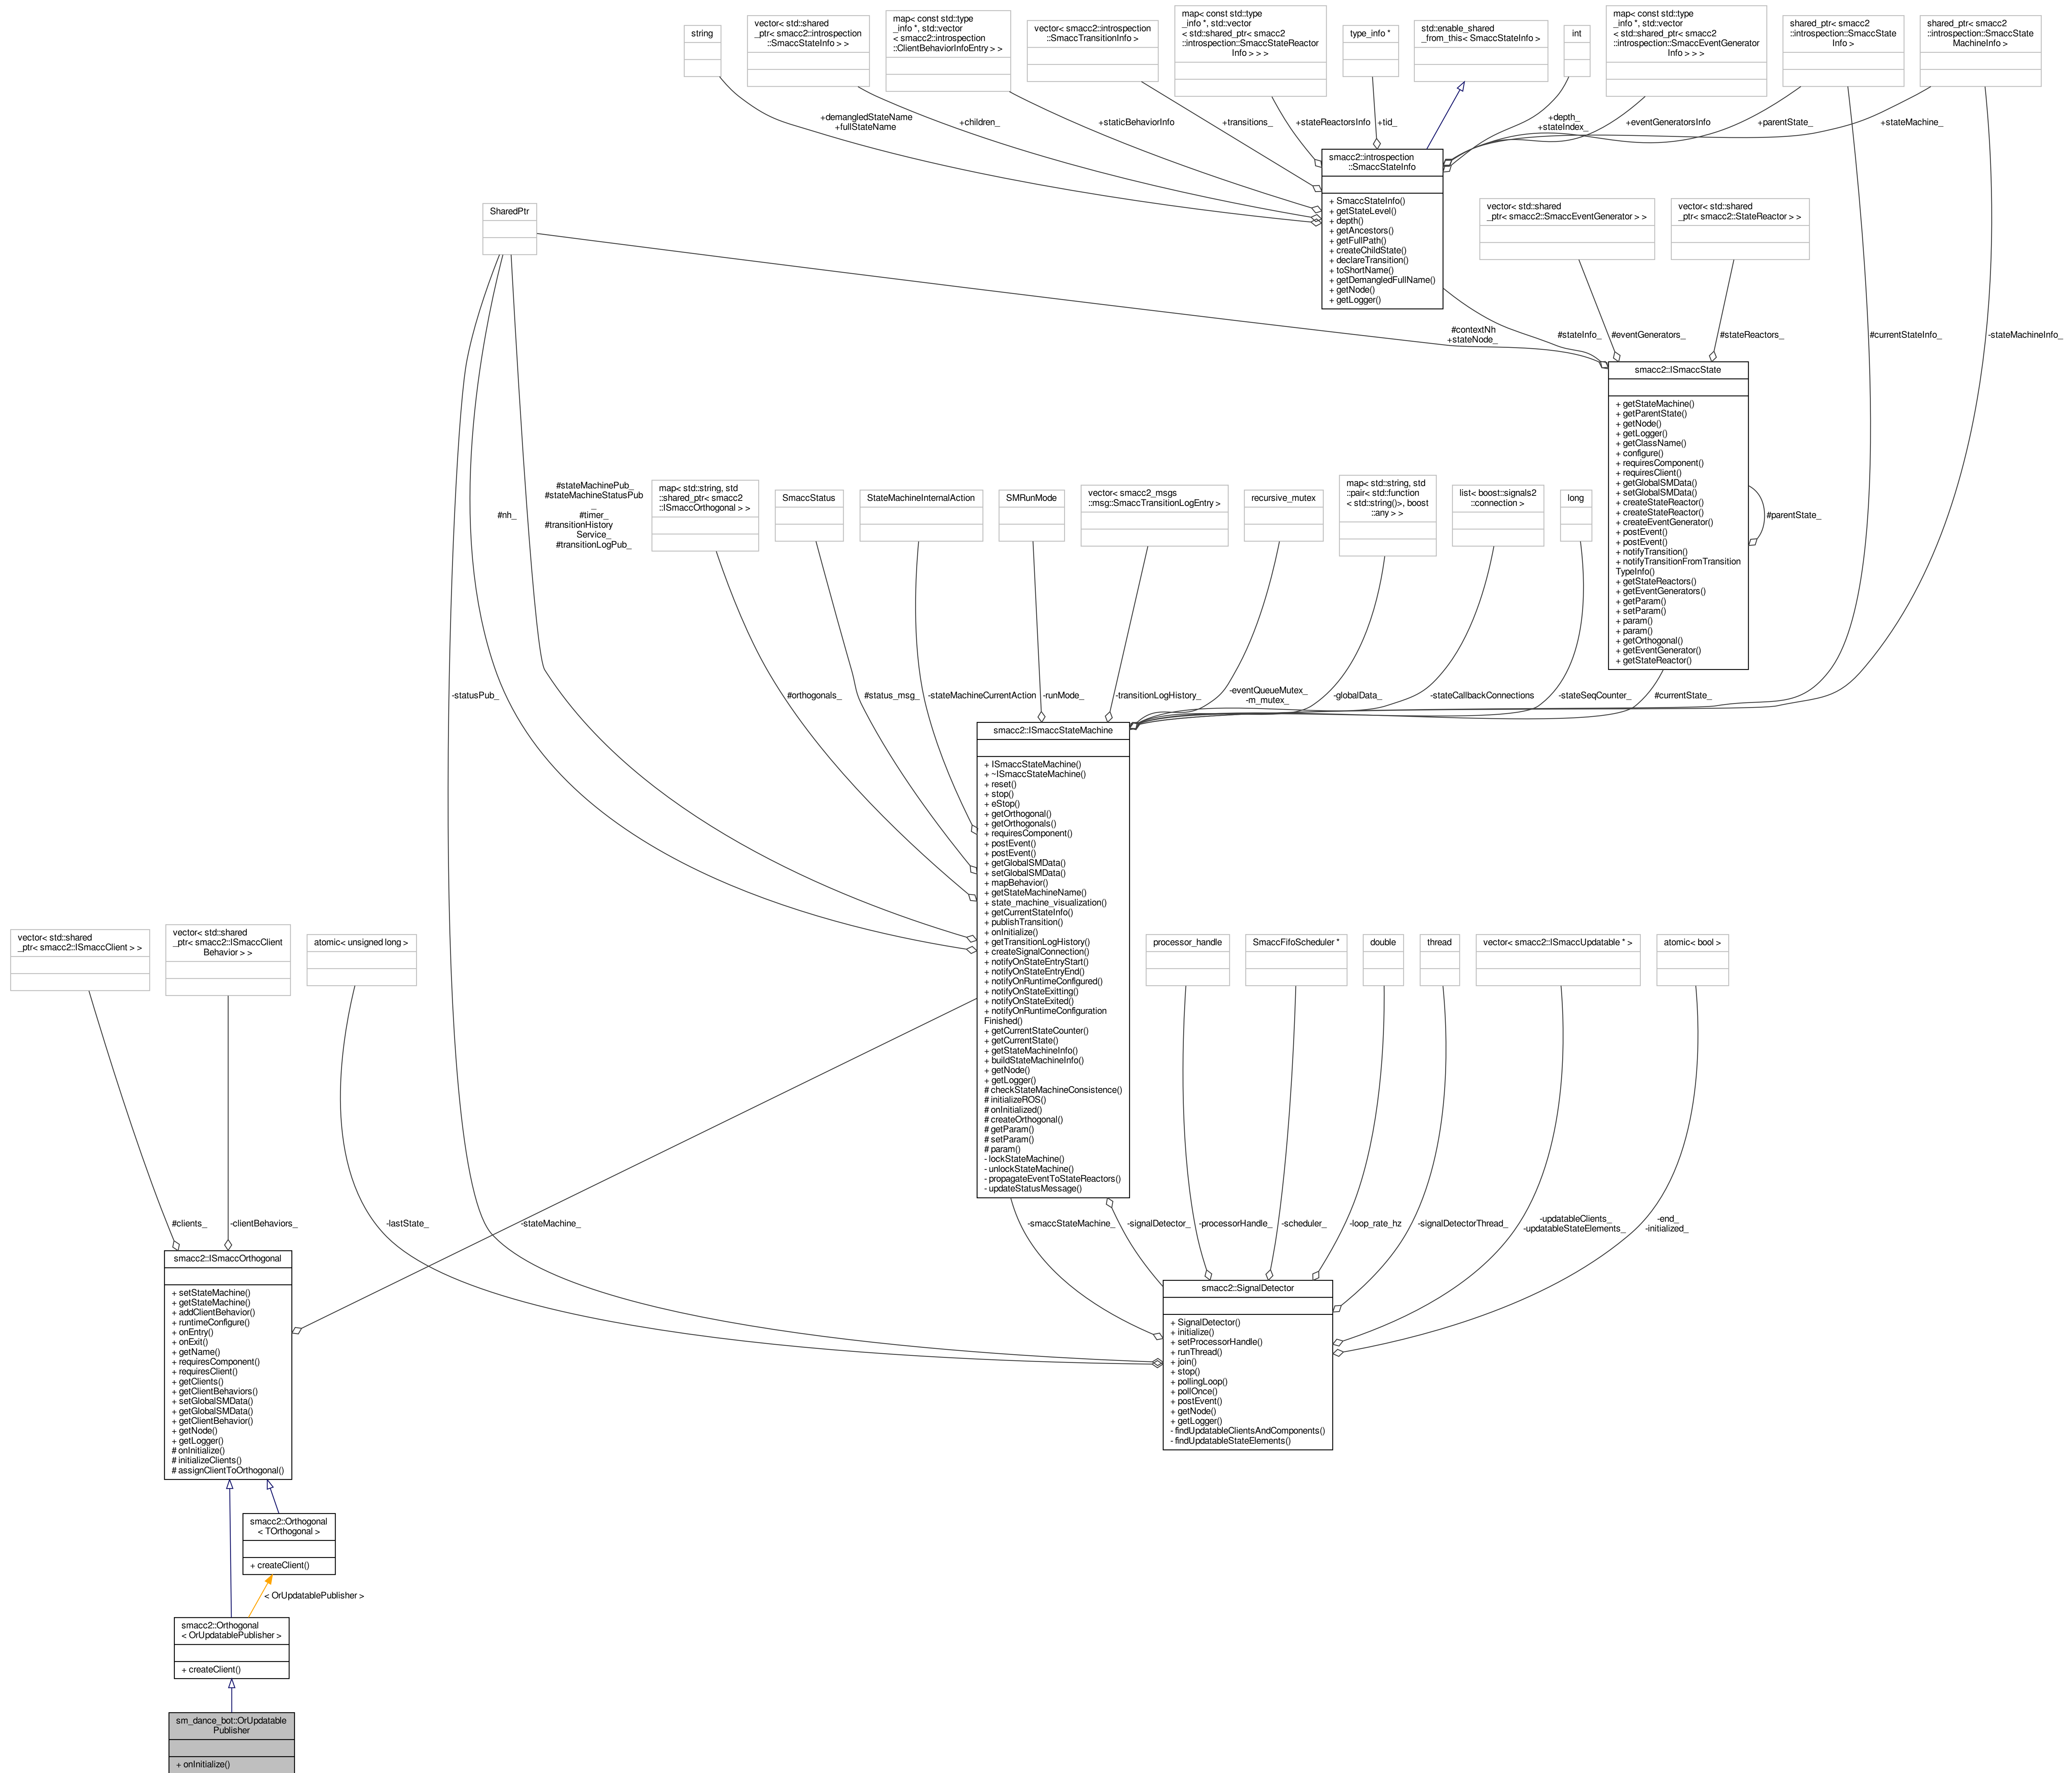 string
vector< std::shared
_ptr< smacc2::introspection
::SmaccStateInfo > >
map< const std::type
_info *, std::vector
< smacc2::introspection
::ClientBehaviorInfoEntry > >
vector< smacc2::introspection
::SmaccTransitionInfo >
map< const std::type
_info *, std::vector
< std::shared_ptr< smacc2
::introspection::SmaccStateReactor
Info > > >
type_info *
std::enable_shared
_from_this< SmaccStateInfo >
int
map< const std::type
_info *, std::vector
< std::shared_ptr< smacc2
::introspection::SmaccEventGenerator
Info > > >
shared_ptr< smacc2
::introspection::SmaccState
Info >
shared_ptr< smacc2
::introspection::SmaccState
MachineInfo >
+demangledStateName
+fullStateName
+children_
+staticBehaviorInfo
+transitions_
+stateReactorsInfo
+tid_
+depth_
+stateIndex_
+eventGeneratorsInfo
+parentState_
+stateMachine_
smacc2::introspection
::SmaccStateInfo
+ SmaccStateInfo()
+ getStateLevel()
+ depth()
+ getAncestors()
+ getFullPath()
+ createChildState()
+ declareTransition()
+ toShortName()
+ getDemangledFullName()
+ getNode()
+ getLogger()
SharedPtr
vector< std::shared
_ptr< smacc2::SmaccEventGenerator > >
vector< std::shared
_ptr< smacc2::StateReactor > >
#contextNh
+stateNode_
#stateInfo_
#eventGenerators_
#stateReactors_
#currentStateInfo_
-stateMachineInfo_
smacc2::ISmaccState
+ getStateMachine()
+ getParentState()
+ getNode()
+ getLogger()
+ getClassName()
+ configure()
+ requiresComponent()
+ requiresClient()
+ getGlobalSMData()
+ setGlobalSMData()
+ createStateReactor()
+ createStateReactor()
+ createEventGenerator()
+ postEvent()
+ postEvent()
+ notifyTransition()
+ notifyTransitionFromTransition
TypeInfo()
+ getStateReactors()
+ getEventGenerators()
+ getParam()
+ setParam()
+ param()
+ param()
+ getOrthogonal()
+ getEventGenerator()
+ getStateReactor()
#parentState_
#nh_
#stateMachinePub_
#stateMachineStatusPub
_
#timer_
#transitionHistory
Service_
#transitionLogPub_
map< std::string, std
::shared_ptr< smacc2
::ISmaccOrthogonal > >
SmaccStatus
StateMachineInternalAction
SMRunMode
vector< smacc2_msgs
::msg::SmaccTransitionLogEntry >
recursive_mutex
map< std::string, std
::pair< std::function
< std::string()>, boost
::any > >
list< boost::signals2
::connection >
long
-statusPub_
#orthogonals_
#status_msg_
-stateMachineCurrentAction
-runMode_
-transitionLogHistory_
-eventQueueMutex_
-m_mutex_
-globalData_
-stateCallbackConnections
-stateSeqCounter_
#currentState_
smacc2::ISmaccStateMachine
+ ISmaccStateMachine()
+ ~ISmaccStateMachine()
+ reset()
+ stop()
+ eStop()
+ getOrthogonal()
+ getOrthogonals()
+ requiresComponent()
+ postEvent()
+ postEvent()
+ getGlobalSMData()
+ setGlobalSMData()
+ mapBehavior()
+ getStateMachineName()
+ state_machine_visualization()
+ getCurrentStateInfo()
+ publishTransition()
+ onInitialize()
+ getTransitionLogHistory()
+ createSignalConnection()
+ notifyOnStateEntryStart()
+ notifyOnStateEntryEnd()
+ notifyOnRuntimeConfigured()
+ notifyOnStateExitting()
+ notifyOnStateExited()
+ notifyOnRuntimeConfiguration
Finished()
+ getCurrentStateCounter()
+ getCurrentState()
+ getStateMachineInfo()
+ buildStateMachineInfo()
+ getNode()
+ getLogger()
# checkStateMachineConsistence()
# initializeROS()
# onInitialized()
# createOrthogonal()
# getParam()
# setParam()
# param()
- lockStateMachine()
- unlockStateMachine()
- propagateEventToStateReactors()
- updateStatusMessage()
vector< std::shared
_ptr< smacc2::ISmaccClient > >
vector< std::shared
_ptr< smacc2::ISmaccClient
Behavior > >
atomic< unsigned long >
processor_handle
SmaccFifoScheduler *
double
thread
vector< smacc2::ISmaccUpdatable * >
atomic< bool >
#clients_
-clientBehaviors_
-lastState_
-stateMachine_
-smaccStateMachine_
-signalDetector_
-processorHandle_
-scheduler_
-loop_rate_hz
-signalDetectorThread_
-updatableClients_
-updatableStateElements_
-end_
-initialized_
smacc2::ISmaccOrthogonal
+ setStateMachine()
+ getStateMachine()
+ addClientBehavior()
+ runtimeConfigure()
+ onEntry()
+ onExit()
+ getName()
+ requiresComponent()
+ requiresClient()
+ getClients()
+ getClientBehaviors()
+ setGlobalSMData()
+ getGlobalSMData()
+ getClientBehavior()
+ getNode()
+ getLogger()
# onInitialize()
# initializeClients()
# assignClientToOrthogonal()
smacc2::SignalDetector
+ SignalDetector()
+ initialize()
+ setProcessorHandle()
+ runThread()
+ join()
+ stop()
+ pollingLoop()
+ pollOnce()
+ postEvent()
+ getNode()
+ getLogger()
- findUpdatableClientsAndComponents()
- findUpdatableStateElements()
smacc2::Orthogonal
< TOrthogonal >
+ createClient()
< OrUpdatablePublisher >
smacc2::Orthogonal
< OrUpdatablePublisher >
+ createClient()
sm_dance_bot::OrUpdatable
Publisher
+ onInitialize()